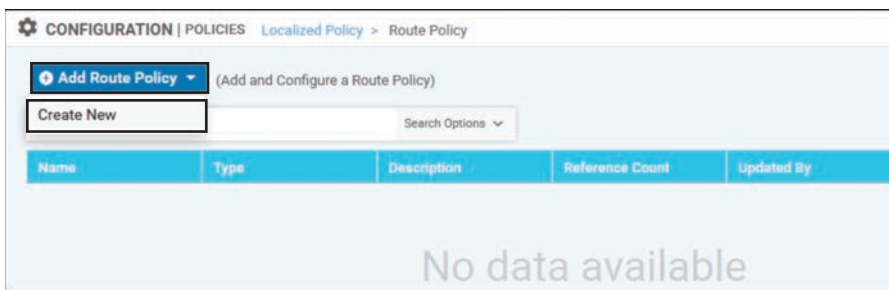 CONFIGURATION | POLICIES Localized Policy > Route Policy
Add Route Policy (Add and Configure a Route Policy)
Create New
Search Options
Name Type Description Reference Count Updated By
No data available